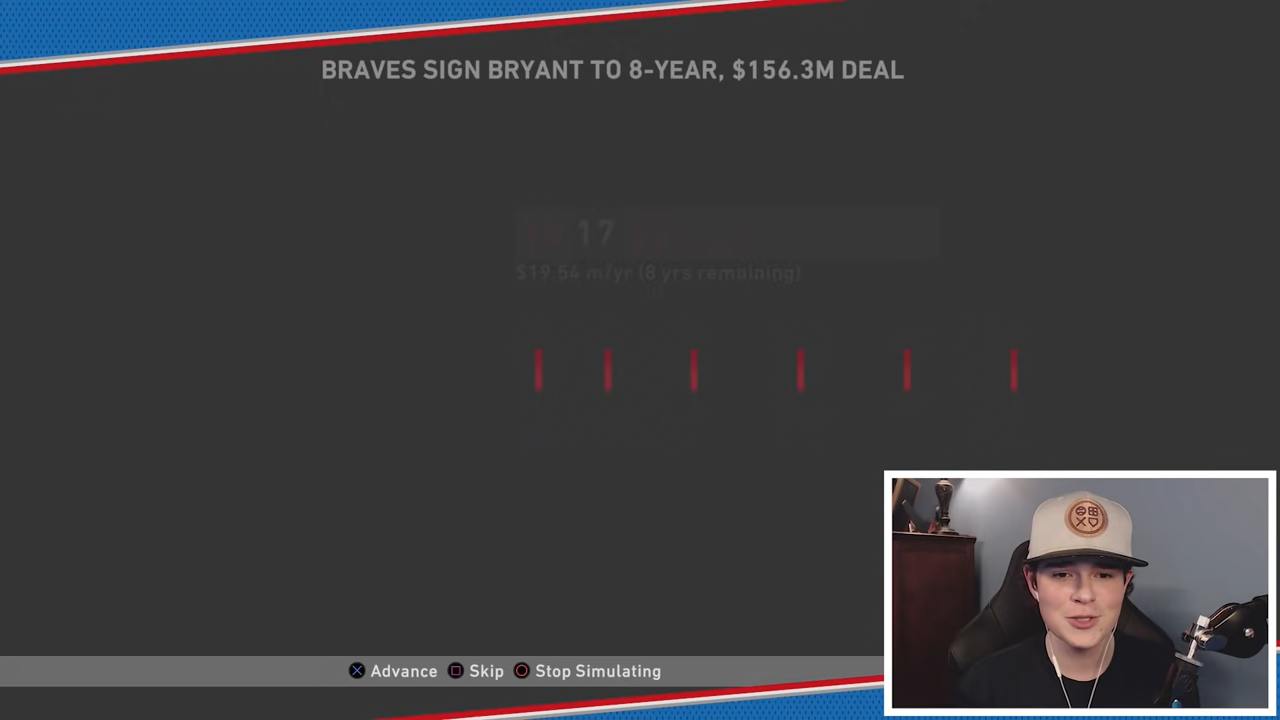 BRAVES SIGN BRYANT TO 8-YEAR, $156.3M DEAL
17
$19.54 m/yr (8 yrs remaining)
Advance Skip Stop Simulating